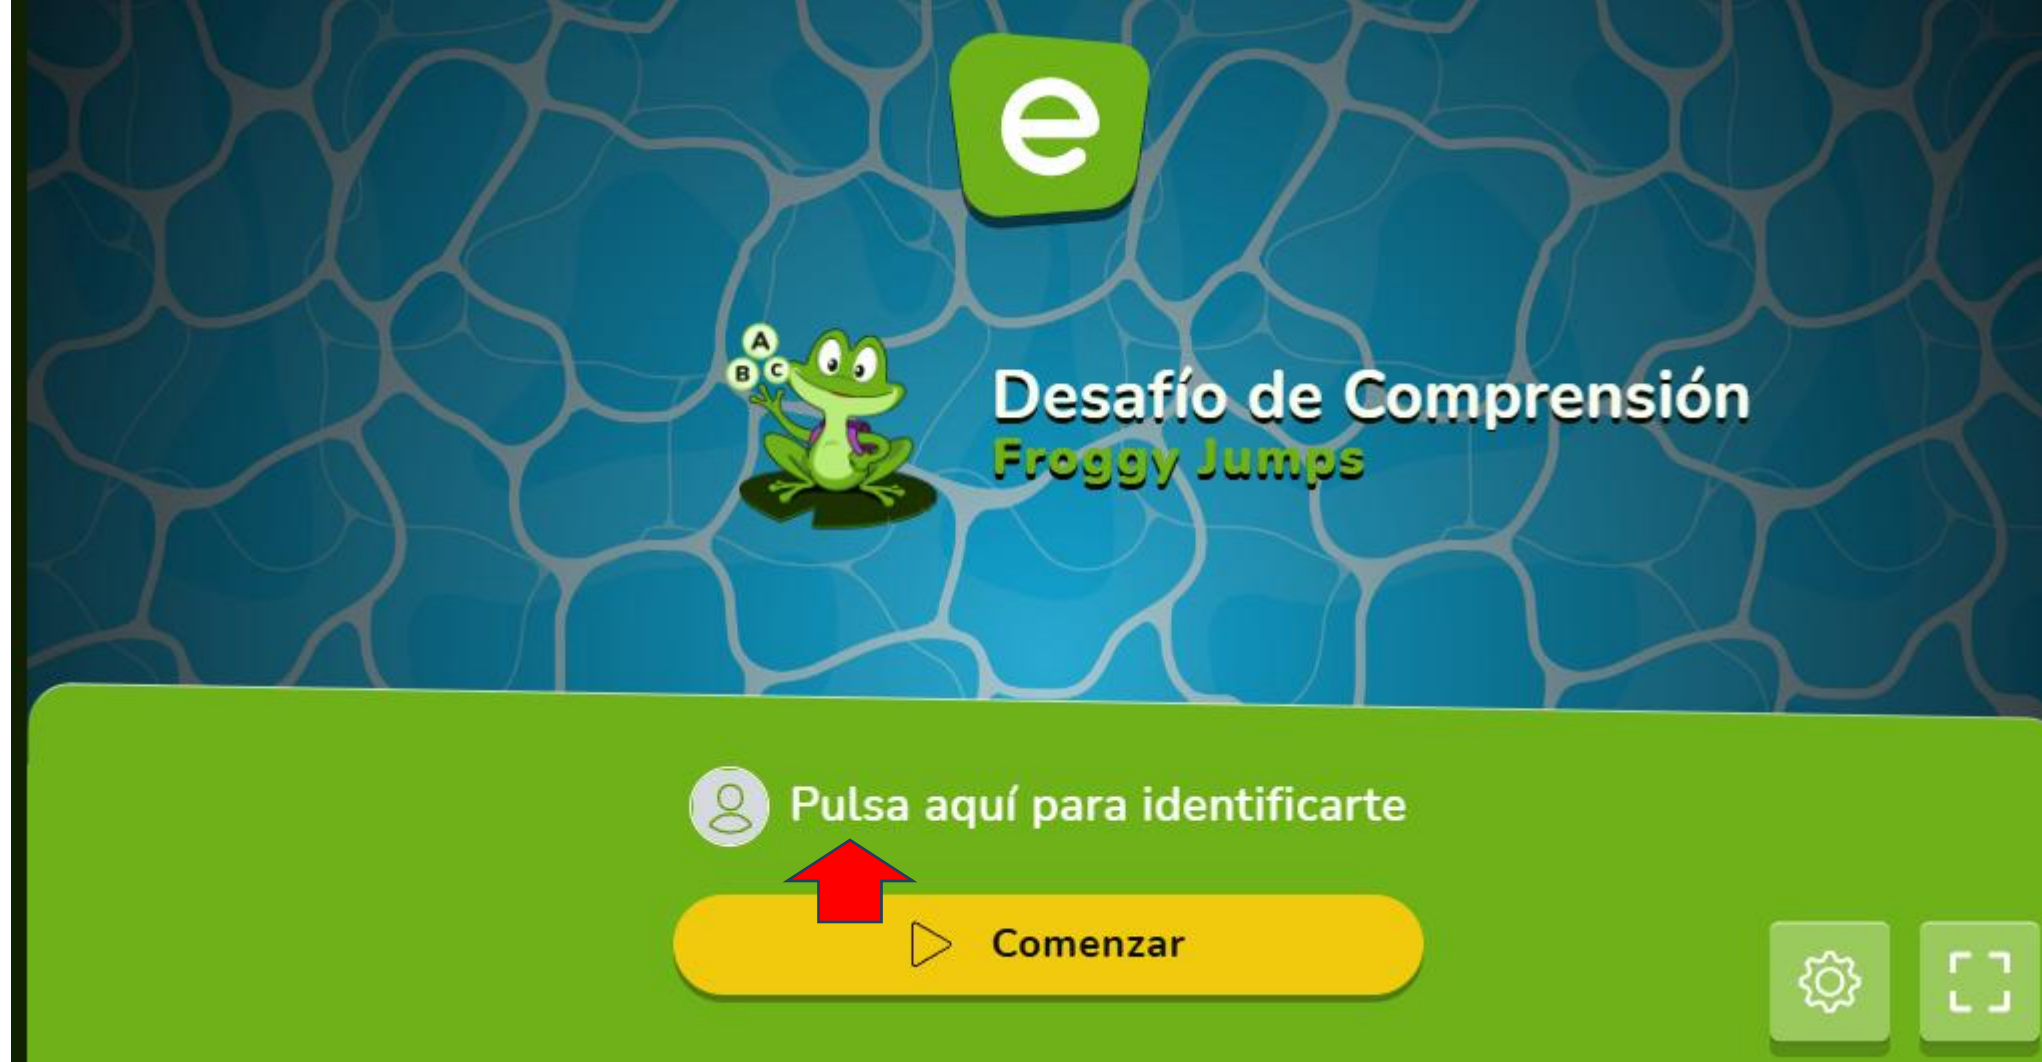 e
A
B C
Desafío de Comprensión
Froggy Jumps
Pulsa aquí para identificarte
Comenzar